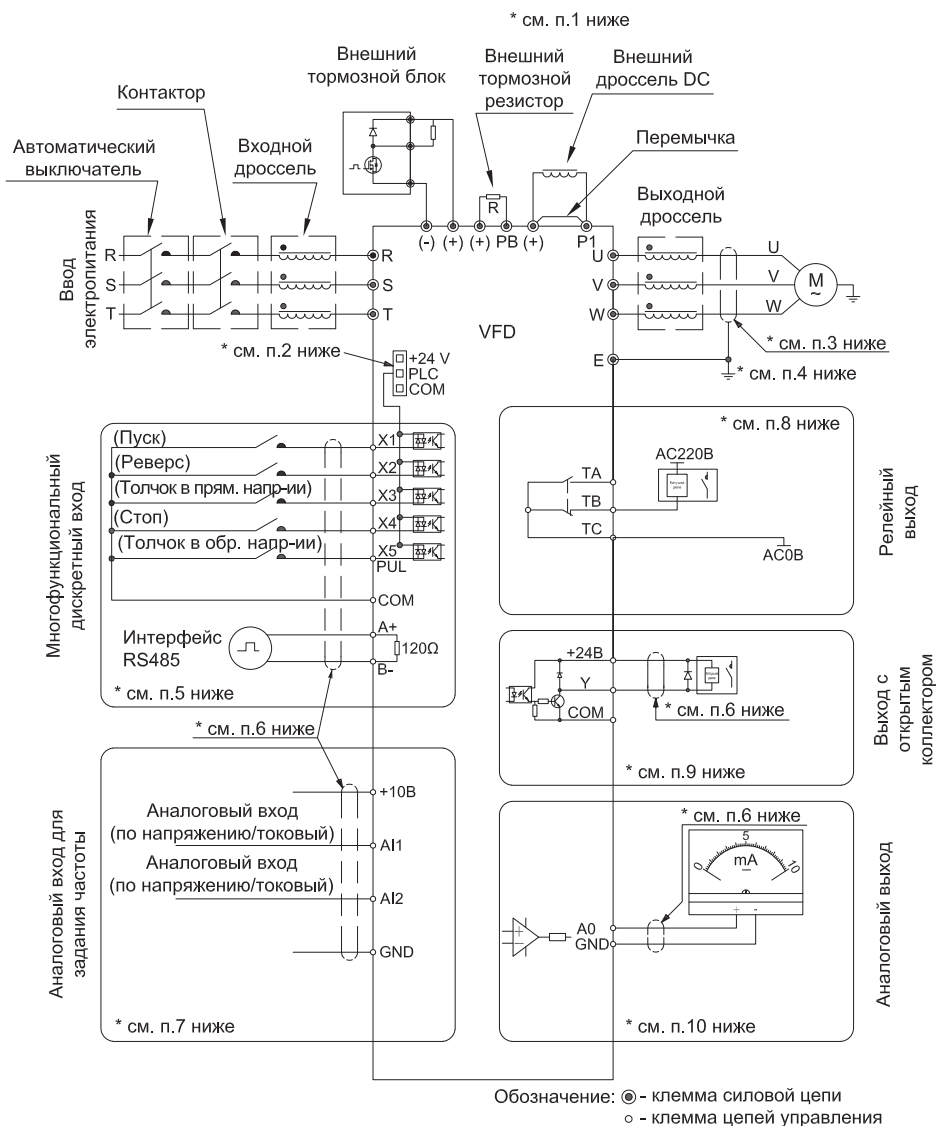 * см. п.1 ниже
Внешний
тормозной блок
Внешний
тормозной
резистор
Внешний
дроссель DC
Контактор
Перемычка
Автоматический
выключатель
Входной
дроссель
Выходной
дроссель
R
(-) (+) (+) PB (+) P1
Ввод
электропитания
R
S
T
R
S
T
U
V
W
U
V
W
M
~
VFD
E
* см. п.2 ниже
+24 V
PLC
COM
* см. п.3 ниже
* см. п.4 ниже
Многофункциональный
дискретный вход
(Пуск)
X1
(Реверс)
X2
(Толчок в прям. напр-ии)
X3
(Стоп)
X4
(Толчок в обр. напр-ии)
X5
PUL
COM
Интерфейс
RS485
A+
120Ω
B-
* см. п.5 ниже
* см. п.6 ниже
* см. п.8 ниже
AC220В
TA
TB
TC
AC0В
Релейный
выход
+24В
Y
COM
* см. п.6 ниже
* см. п.9 ниже
Выход с
открытым
коллектором
Аналоговый вход для
задания частоты
+10В
Аналоговый вход
(по напряжению/токовый)
AI1
Аналоговый вход
(по напряжению/токовый)
AI2
GND
* см. п.7 ниже
* см. п.6 ниже
0
5
10
mA
+ -
A0
GND
* см. п.10 ниже
Аналоговый выход
Обозначение: - клемма силовой цепи
- клемма цепей управления